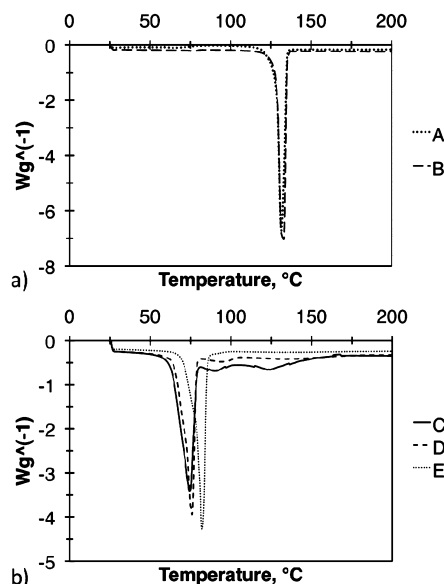 0 50 100 150 200
0
-2
-4
-6
-8
Wg^(-1)
A
B
a) Temperature, °C
0 50 100 150 200
0
-1
-2
-3
-4
-5
Wg^(-1)
C
D
E
b) Temperature, °C